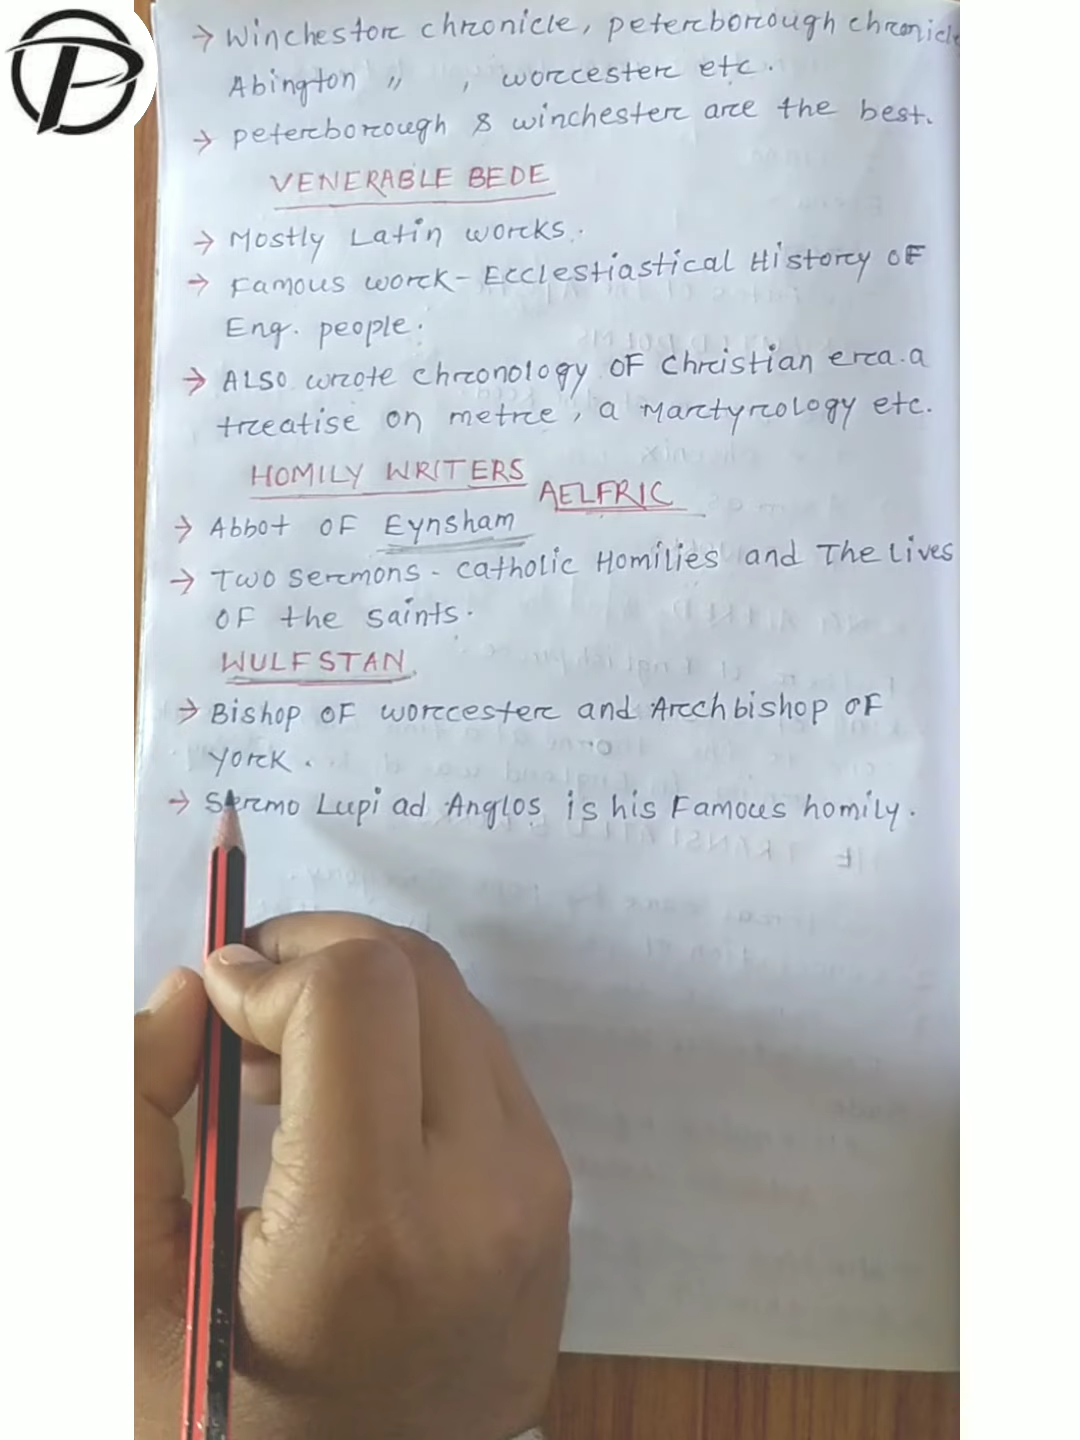 → Winchester chronicle, peterborough chronicle
Abington " , worcester etc.
→ peterborough & winchester are the best.
VENERABLE BEDE
→ Mostly Latin works.
→ Famous work - Ecclestiastical History OF
Eng. people.
→ ALSO wrote chronology OF Christian era. a
treatise on metre, a Martyrology etc.
HOMILY WRITERS
AELFRIC
→ Abbot OF Eynsham
→ Two sermons - catholic Homilies and The Lives
OF the saints.
WULFSTAN
→ Bishop OF worcester and Archbishop OF
York.
→ Sermo Lupi ad Anglos is his Famous homily.